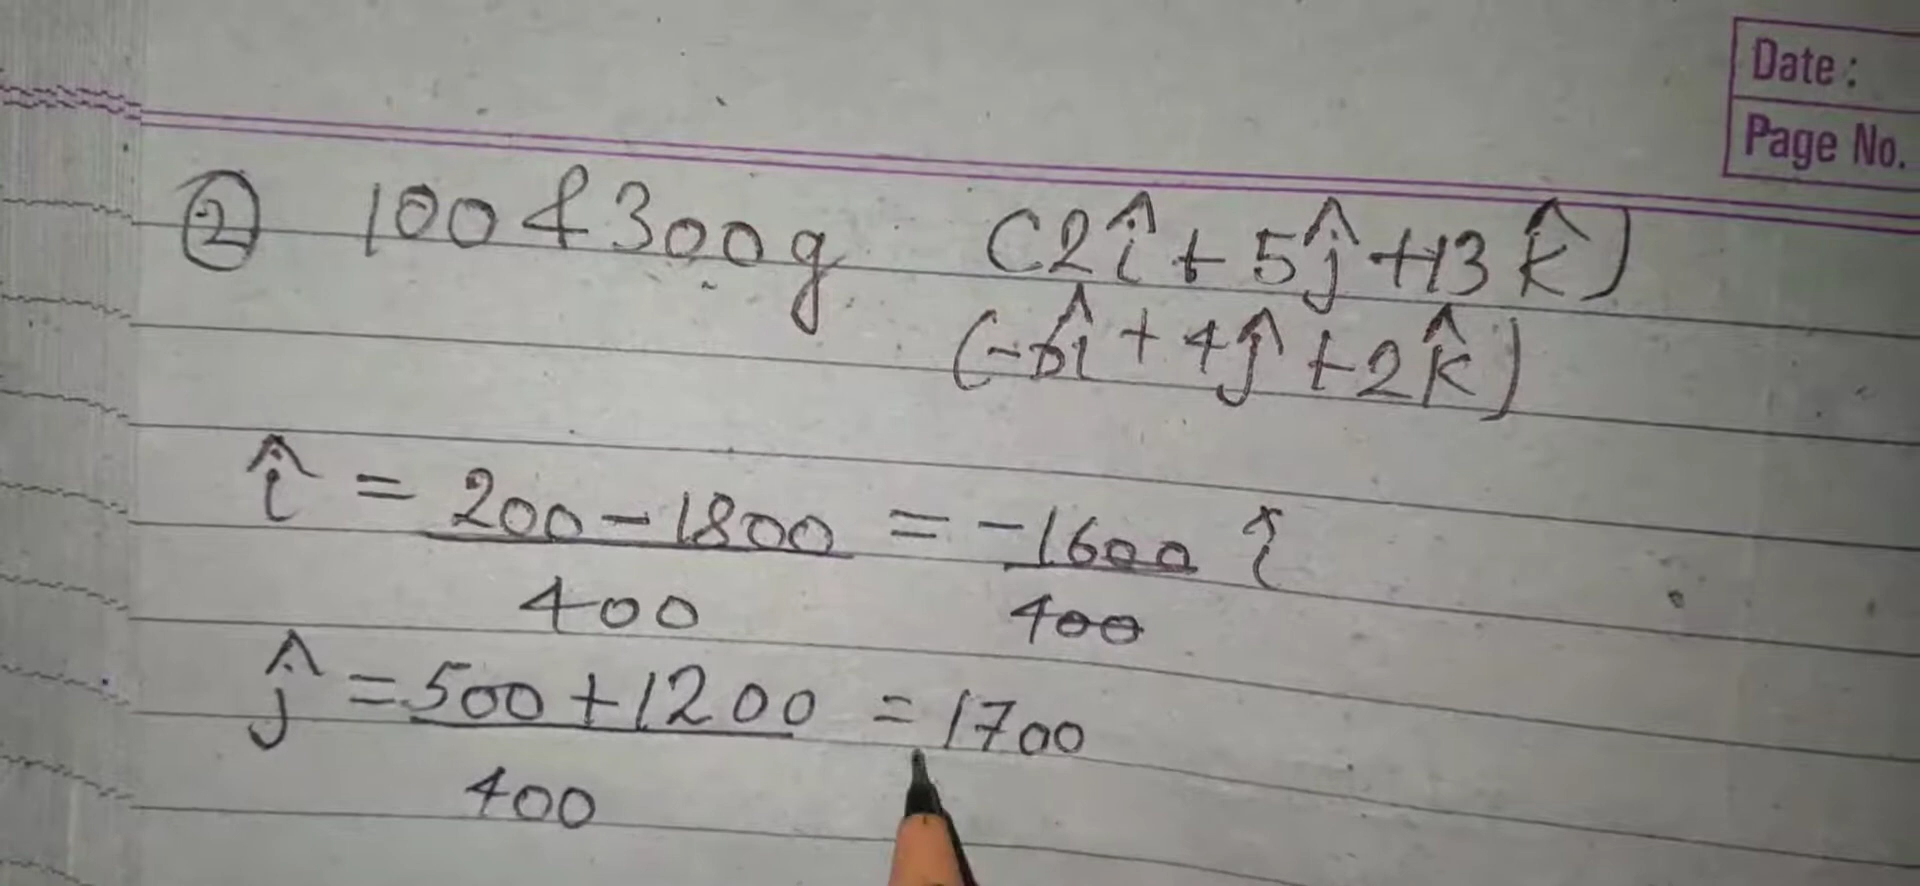 Date :
Page No.
② 100 & 300g (2î + 5ĵ + 13k̂)
(-6î + 4ĵ + 2k̂)
î = 200 - 1800 = -1600 î
400 400
ĵ = 500 + 1200 = 1700
400